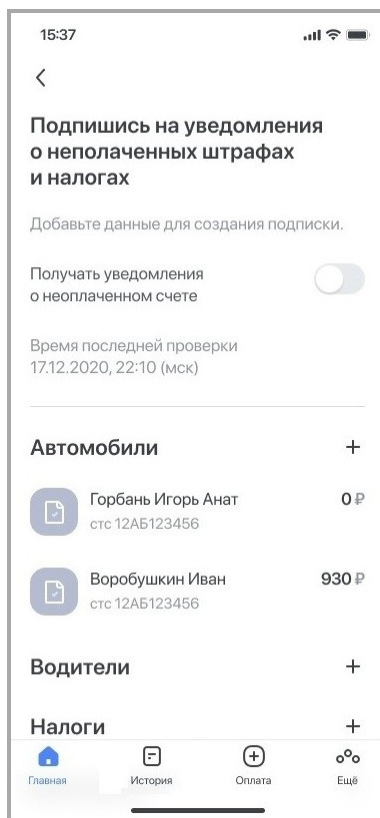 15:37
Подпишись на уведомления
о неполаченных штрафах
и налогах
Добавьте данные для создания подписки.
Получать уведомления
о неоплаченном счете
Время последней проверки
17.12.2020, 22:10 (мск)
Автомобили +
Горбань Игорь Анат 0 ₽
стс 12АБ123456
Воробушкин Иван 930 ₽
стс 12АБ123456
Водители +
Налоги +
Главная История Оплата Ещё